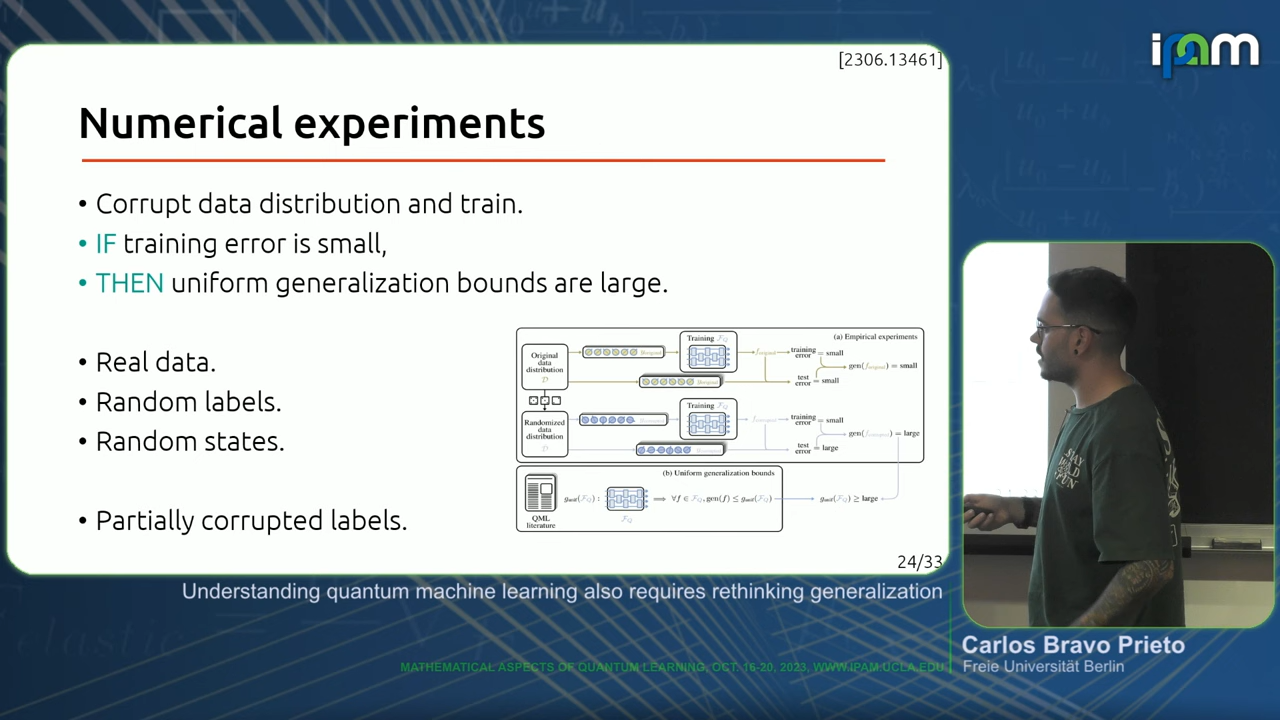 ipam
[2306.13461]
Numerical experiments
• Corrupt data distribution and train.
• IF training error is small,
• THEN uniform generalization bounds are large.
• Real data.
• Random labels.
• Random states.
• Partially corrupted labels.
(a) Empirical experiments
Original
data
distribution
Training
training
error = small
test
error = small
= small
Randomized
data
distribution
Training
training
error = small
test
error = large
= large
(b) Uniform generalization bounds
QML
literature
≥ large
24/33
Understanding quantum machine learning also requires rethinking generalization
STAY
Carlos Bravo Prieto
Freie Universität Berlin
MATHEMATICAL ASPECTS OF QUANTUM LEARNING, OCT. 16-20, 2023, WWW.IPAM.UCLA.EDU